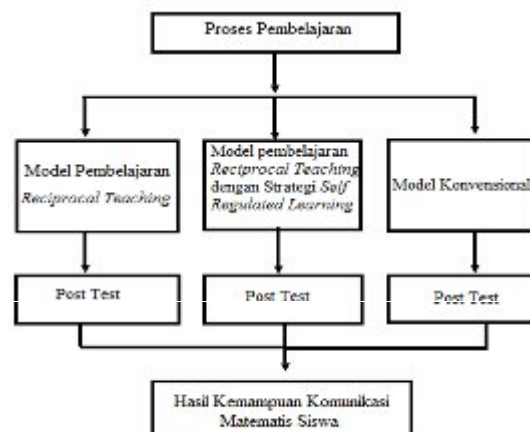 Proses Pembelajaran
Model Pembelajaran
Reciprocal Teaching
Model pembelajaran
Reciprocal Teaching
dengan Strategi Self
Regulated Learning
Model Konvensional
Post Test
Post Test
Post Test
Hasil Kemampuan Komunikasi
Matematis Siswa